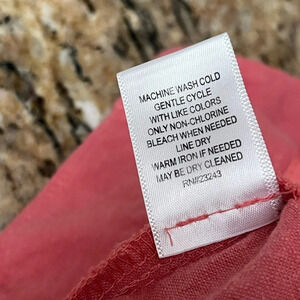 MACHINE WASH COLD
GENTLE CYCLE
WITH LIKE COLORS
ONLY NON-CHLORINE
BLEACH WHEN NEEDED
LINE DRY
WARM IRON IF NEEDED
MAY BE DRY CLEANED
RN#23243